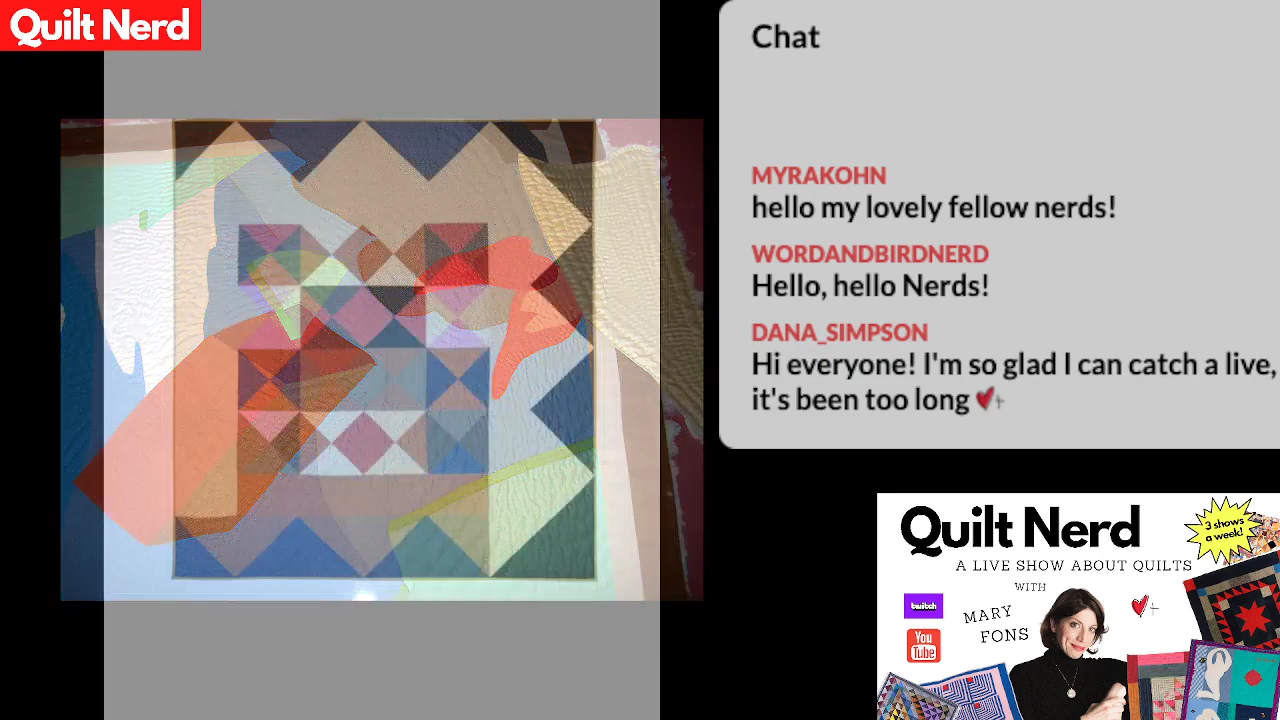 Quilt Nerd
Chat
MYRAKOHN
hello my lovely fellow nerds!
WORDANDBIRDNERD
Hello, hello Nerds!
DANA_SIMPSON
Hi everyone! I'm so glad I can catch a live,
it's been too long
Quilt Nerd
3 shows
a week!
A LIVE SHOW ABOUT QUILTS
WITH
MARY
FONS
twitch
You
Tube